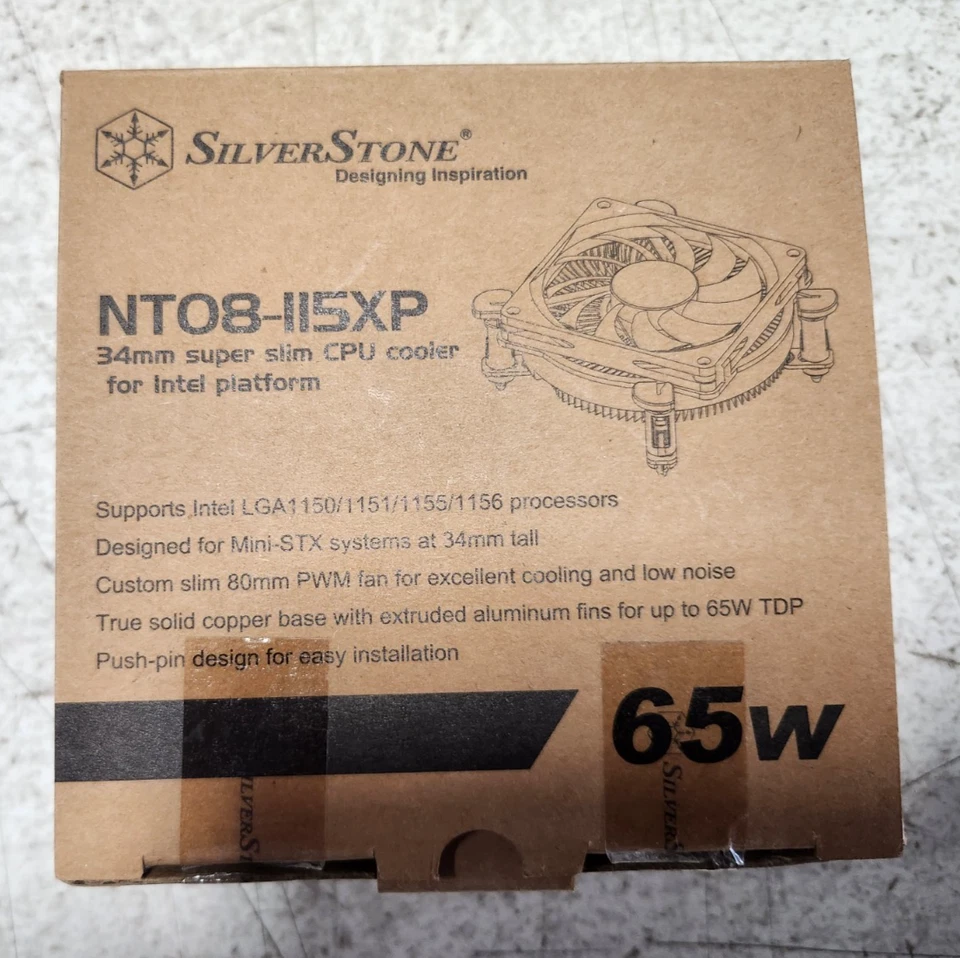 SILVERSTONE®
Designing Inspiration
NT08-115XP
34mm super slim CPU cooler
for Intel platform
Supports Intel LGA1150/1151/1155/1156 processors
Designed for Mini-STX systems at 34mm tall
Custom slim 80mm PWM fan for excellent cooling and low noise
True solid copper base with extruded aluminum fins for up to 65W TDP
Push-pin design for easy installation
65W
LVERST
SILVERS